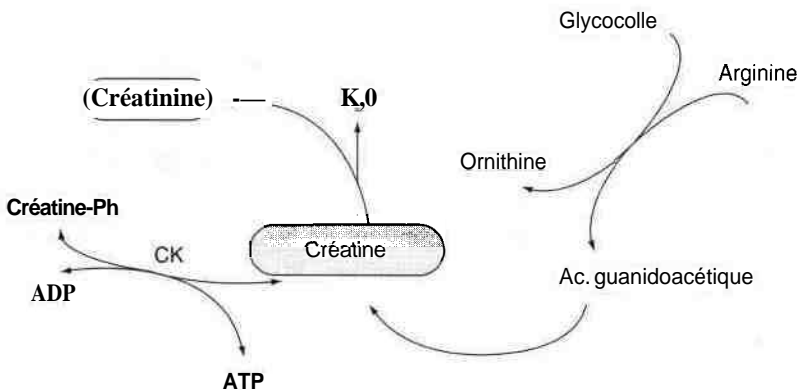 Glycocolle
Arginine
(Créatinine) -—
K,0
Ornithine
Créatine-Ph
CK
Créatine
ADP
Ac. guanidoacétique
ATP